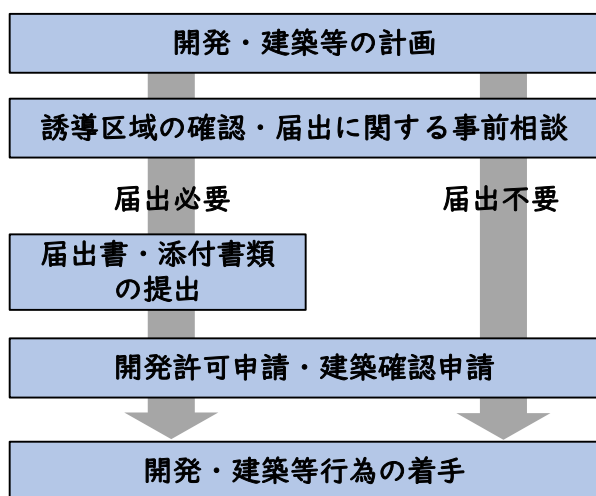 開発・建築等の計画
誘導区域の確認・届出に関する事前相談
届出必要
届出不要
届出書・添付書類
の提出
開発許可申請・建築確認申請
開発・建築等行為の着手